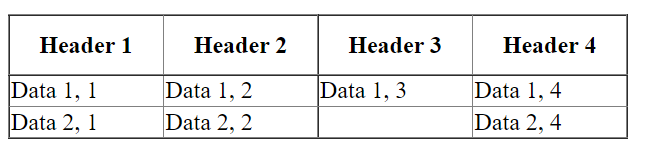 Header 1 Header 2 Header 3 Header 4
Data 1, 1 Data 1, 2 Data 1, 3 Data 1, 4
Data 2, 1 Data 2, 2 Data 2, 4